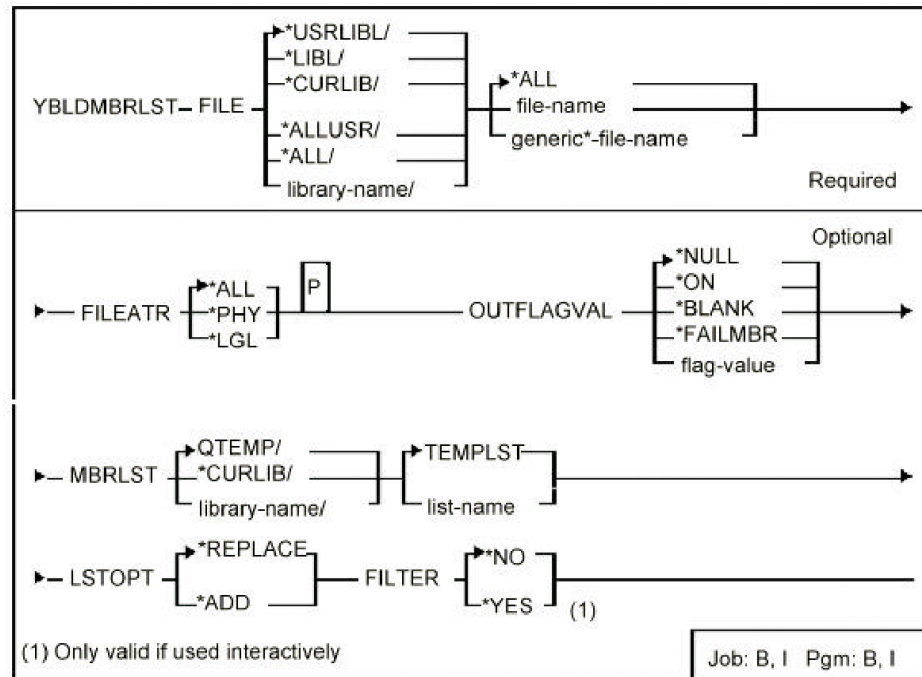 *USRLIBL/
*LIBL/
*CURLIB/
YBLDMBRLST FILE
*ALLUSR/
*ALL/
library-name/
*ALL
file-name
generic*-file-name
Required
Optional
FILEATR
*ALL
*PHY
*LGL
P
OUTFLAGVAL
*NULL
*ON
*BLANK
*FAILMBR
flag-value
MBRLST
QTEMP/
*CURLIB/
library-name/
TEMPLST
list-name
LSTOPT
*REPLACE
*ADD
FILTER
*NO
*YES (1)
(1) Only valid if used interactively
Job: B, I Pgm: B, I